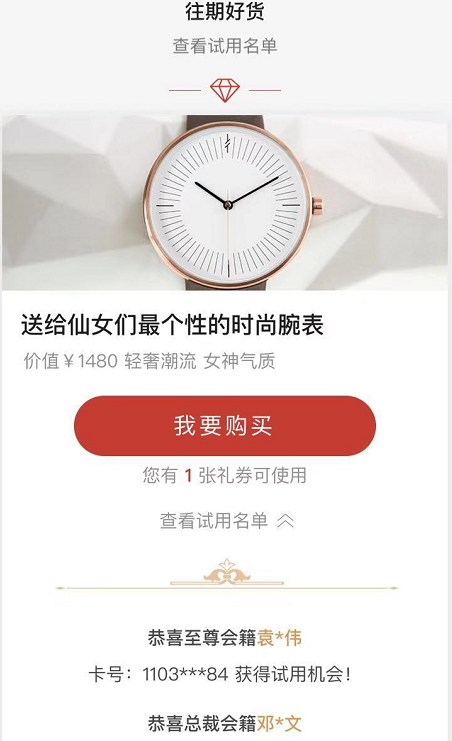 往期好货
查看试用名单
送给仙女们最个性的时尚腕表
价值￥1480 轻奢潮流 女神气质
我要购买
您有 1 张礼券可使用
查看试用名单
恭喜至尊会籍袁*伟
卡号：1103***84 获得试用机会！
恭喜总裁会籍邓*文